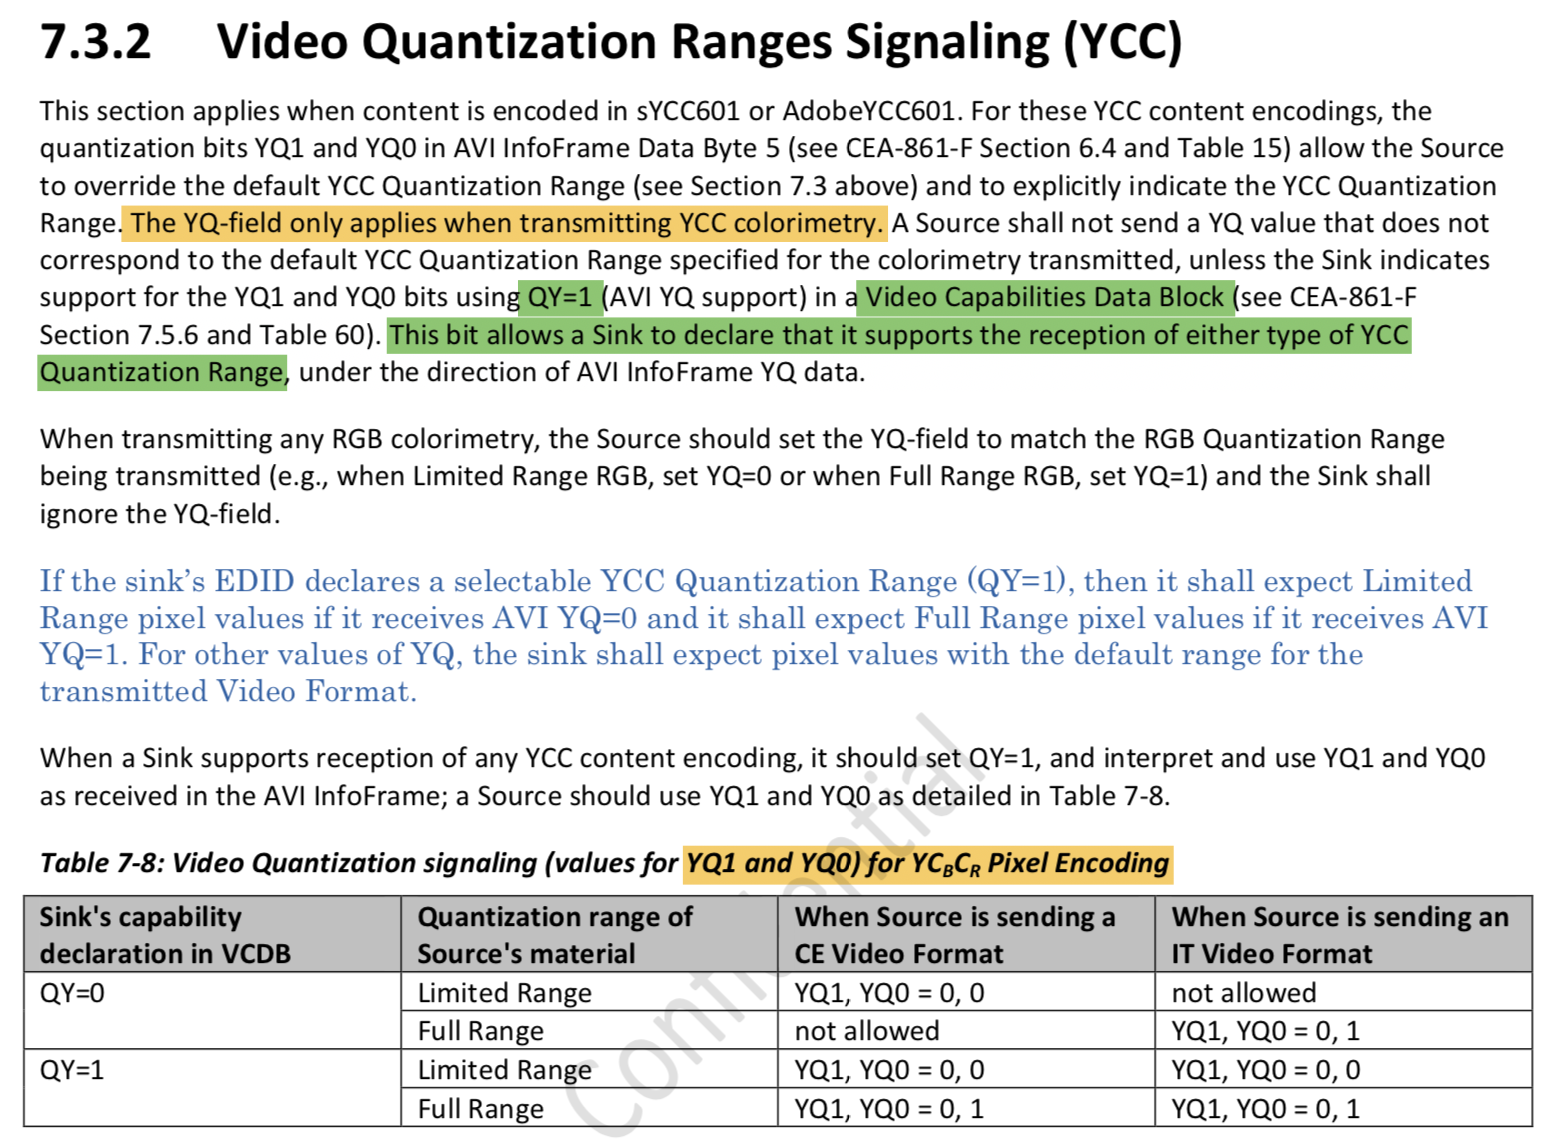 7.3.2 Video Quantization Ranges Signaling (YCC)
This section applies when content is encoded in sYCC601 or AdobeYCC601. For these YCC content encodings, the
quantization bits YQ1 and YQ0 in AVI InfoFrame Data Byte 5 (see CEA-861-F Section 6.4 and Table 15) allow the Source
to override the default YCC Quantization Range (see Section 7.3 above) and to explicitly indicate the YCC Quantization
Range. The YQ-field only applies when transmitting YCC colorimetry. A Source shall not send a YQ value that does not
correspond to the default YCC Quantization Range specified for the colorimetry transmitted, unless the Sink indicates
support for the YQ1 and YQ0 bits using QY=1 (AVI YQ support) in a Video Capabilities Data Block (see CEA-861-F
Section 7.5.6 and Table 60). This bit allows a Sink to declare that it supports the reception of either type of YCC
Quantization Range, under the direction of AVI InfoFrame YQ data.
When transmitting any RGB colorimetry, the Source should set the YQ-field to match the RGB Quantization Range
being transmitted (e.g., when Limited Range RGB, set YQ=0 or when Full Range RGB, set YQ=1) and the Sink shall
ignore the YQ-field.
If the sink's EDID declares a selectable YCC Quantization Range (QY=1), then it shall expect Limited
Range pixel values if it receives AVI YQ=0 and it shall expect Full Range pixel values if it receives AVI
YQ=1. For other values of YQ, the sink shall expect pixel values with the default range for the
transmitted Video Format.
When a Sink supports reception of any YCC content encoding, it should set QY=1, and interpret and use YQ1 and YQ0
as received in the AVI InfoFrame; a Source should use YQ1 and YQ0 as detailed in Table 7-8.
Table 7-8: Video Quantization signaling (values for YQ1 and YQ0) for YCBCR Pixel Encoding
Sink's capability declaration in VCDB Quantization range of Source's material When Source is sending a CE Video Format When Source is sending an IT Video Format
QY=0 Limited Range YQ1, YQ0 = 0, 0 not allowed
Full Range not allowed YQ1, YQ0 = 0, 1
QY=1 Limited Range YQ1, YQ0 = 0, 0 YQ1, YQ0 = 0, 0
Full Range YQ1, YQ0 = 0, 1 YQ1, YQ0 = 0, 1
Confidential